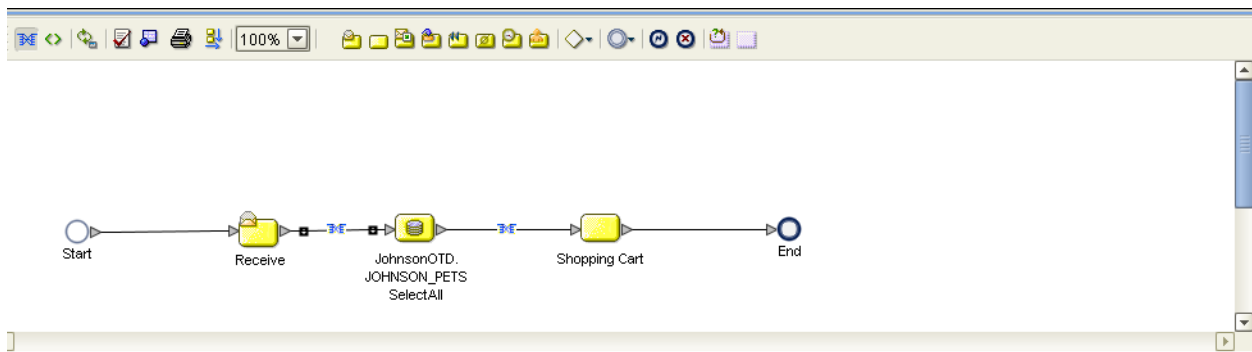 100%
Start
Receive
JohnsonOTD.
JOHNSON_PETS
SelectAll
Shopping Cart
End